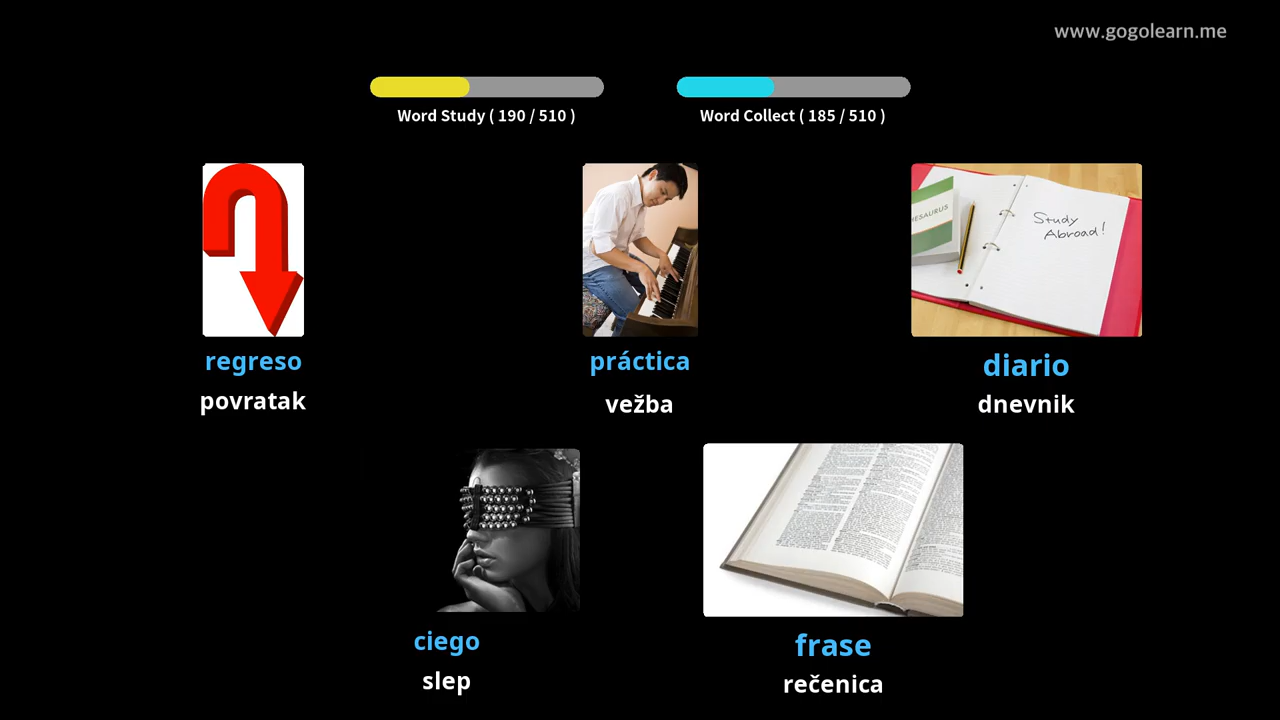 www.gogolearn.me
Word Study ( 190 / 510 )
Word Collect ( 185 / 510 )
ESAURUS
Study
Abroad!
regreso
povratak
práctica
vežba
diario
dnevnik
ciego
slep
frase
rečenica